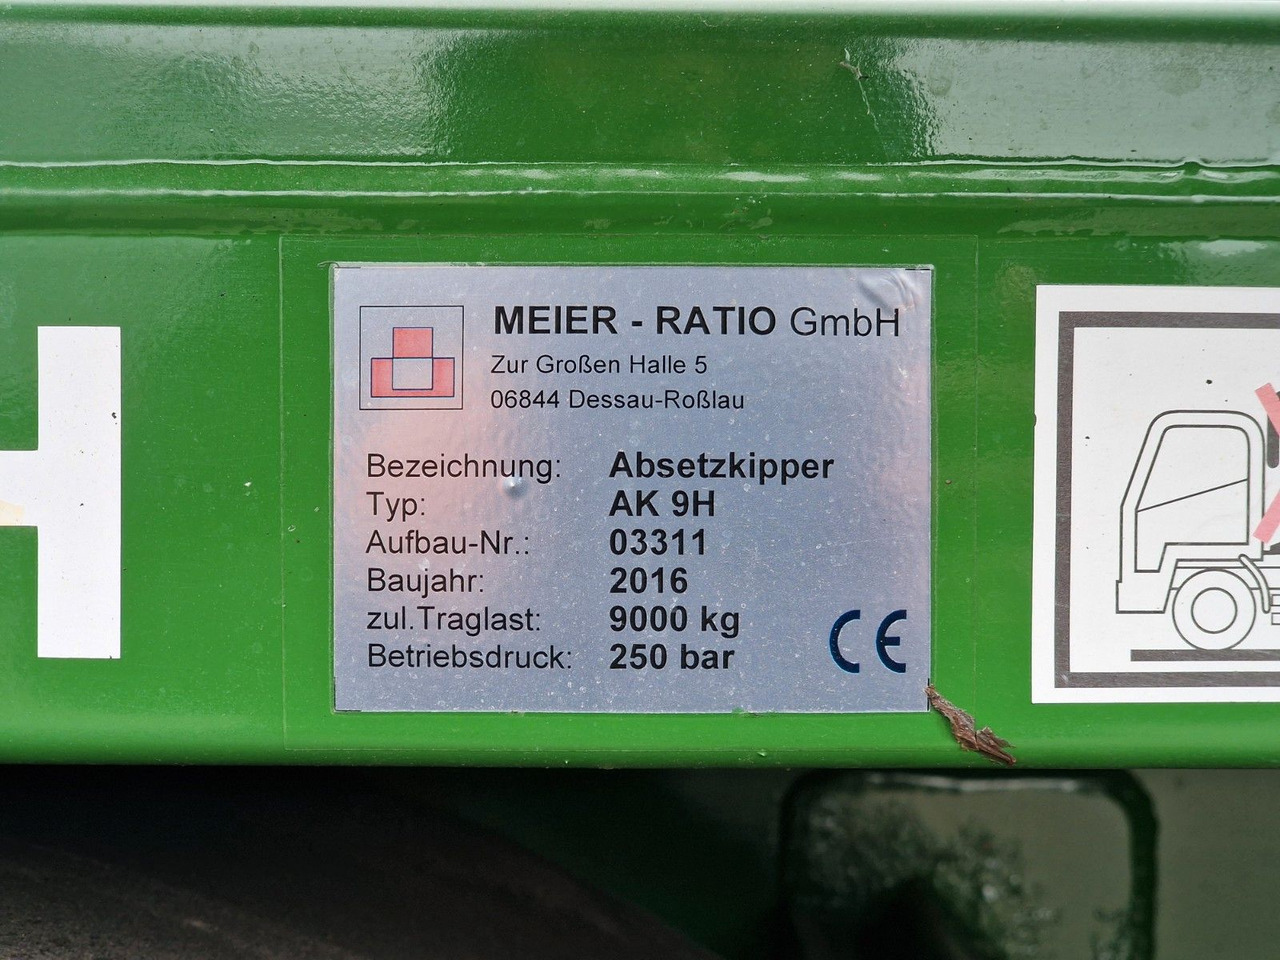 H
MEIER - RATIO GmbH
Zur Großen Halle 5
06844 Dessau-Roßlau
Bezeichnung: Absetzkipper
Typ: AK 9H
Aufbau-Nr.: 03311
Baujahr: 2016
zul.Traglast: 9000 kg
Betriebsdruck: 250 bar
CE